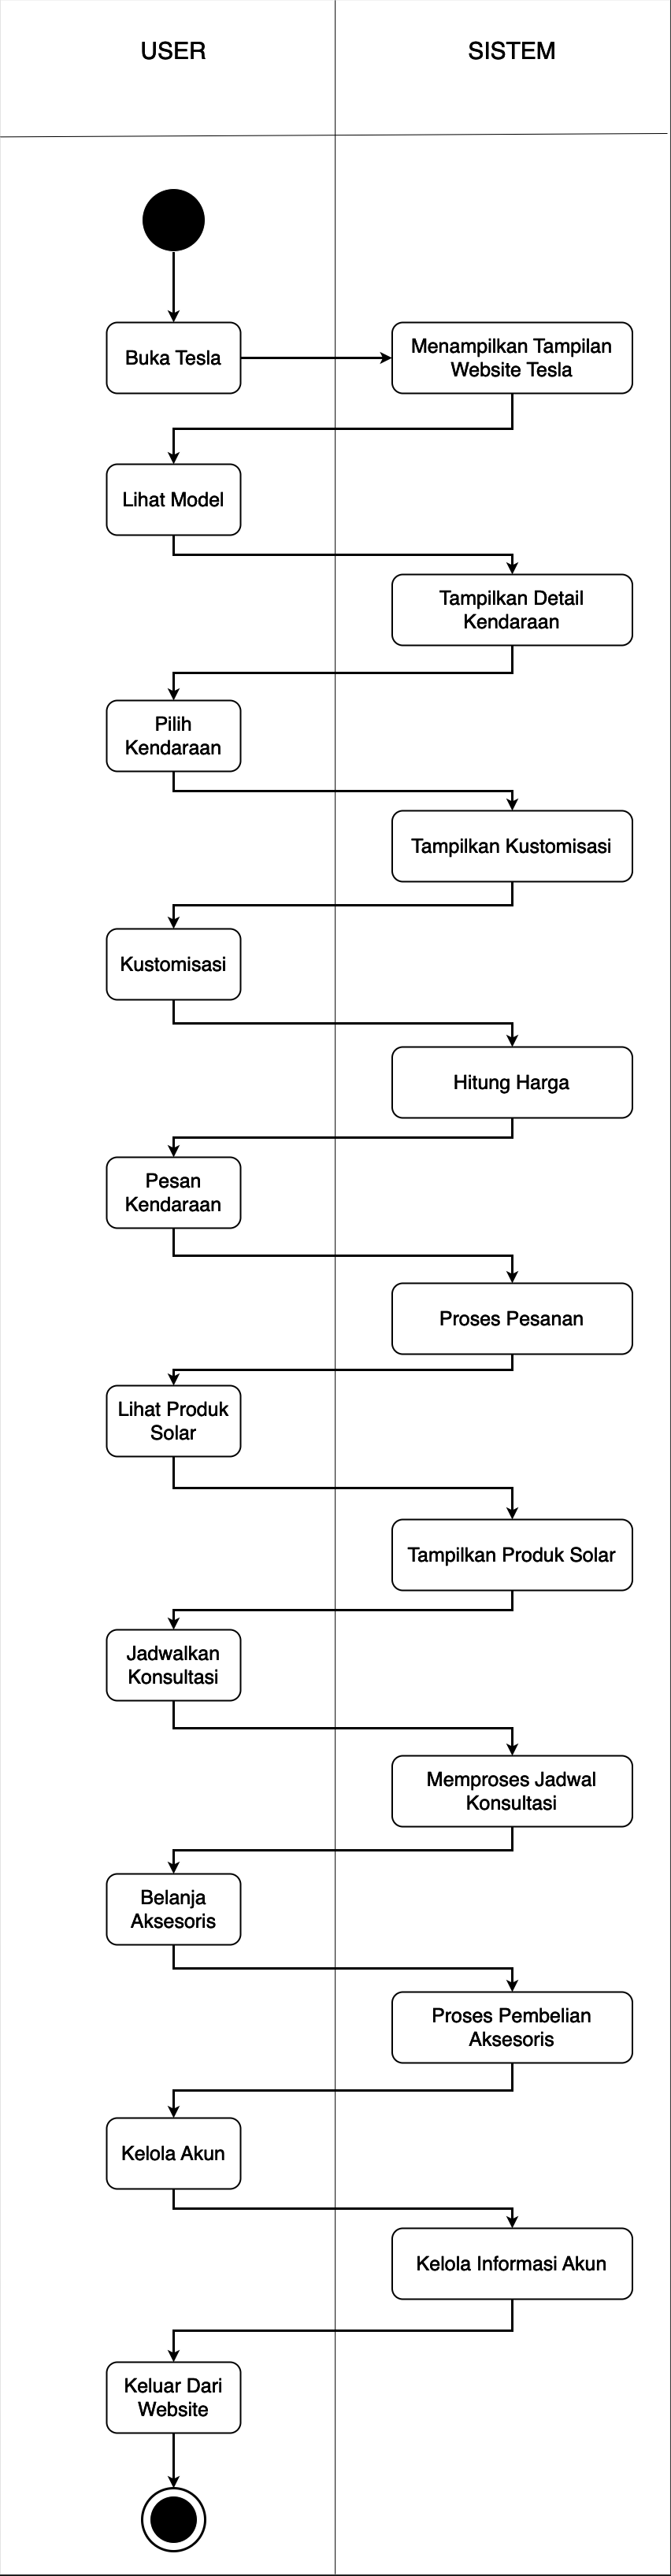 USER
SISTEM
Buka Tesla
Menampilkan Tampilan
Website Tesla
Lihat Model
Tampilkan Detail
Kendaraan
Pilih
Kendaraan
Tampilkan Kustomisasi
Kustomisasi
Hitung Harga
Pesan
Kendaraan
Proses Pesanan
Lihat Produk
Solar
Tampilkan Produk Solar
Jadwalkan
Konsultasi
Memproses Jadwal
Konsultasi
Belanja
Aksesoris
Proses Pembelian
Aksesoris
Kelola Akun
Kelola Informasi Akun
Keluar Dari
Website